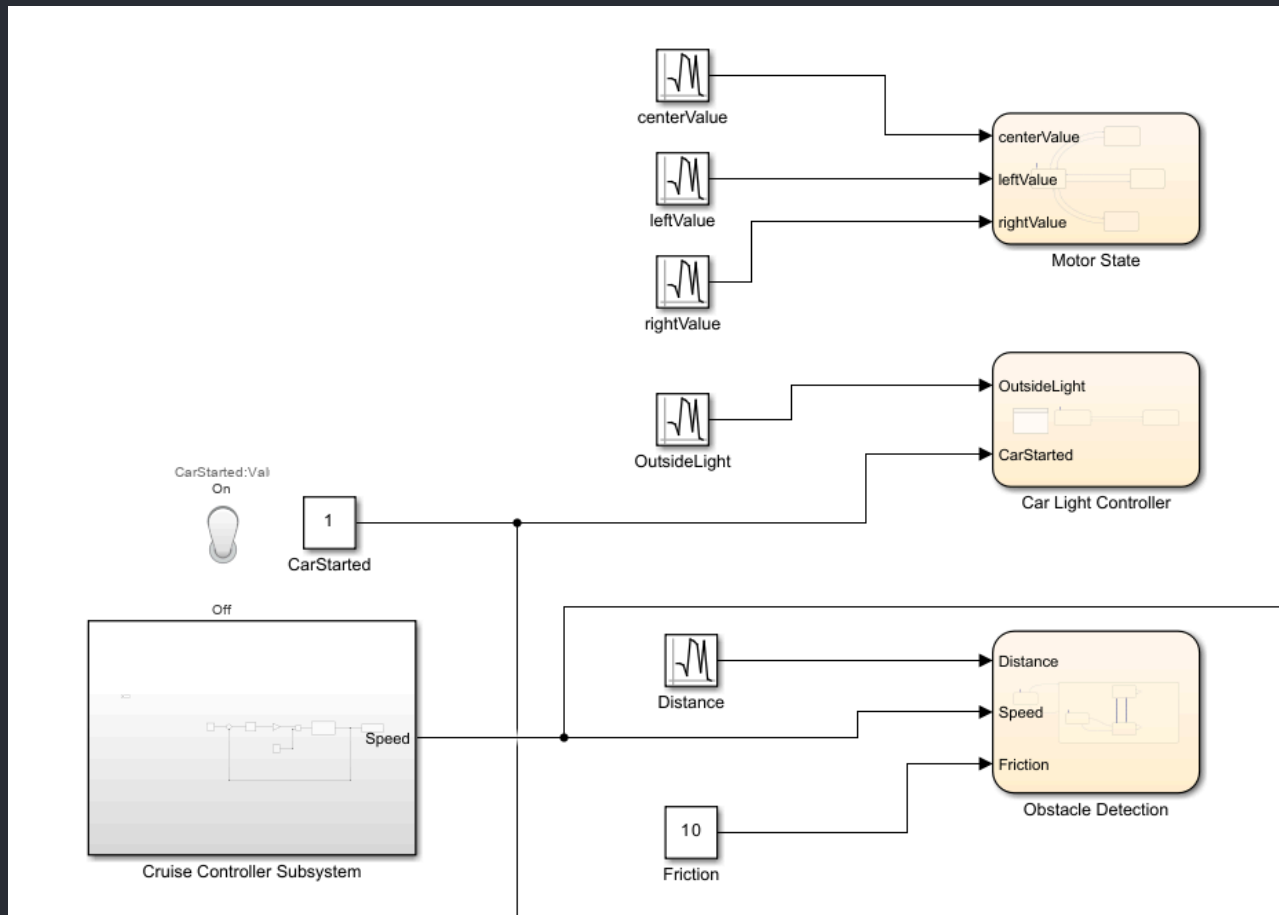 centerValue
centerValue
leftValue
leftValue
rightValue
rightValue
Motor State
OutsideLight
OutsideLight
CarStarted
Car Light Controller
CarStarted:Val
On
1
CarStarted
Off
Speed
Cruise Controller Subsystem
Distance
Distance
Speed
Friction
Obstacle Detection
10
Friction